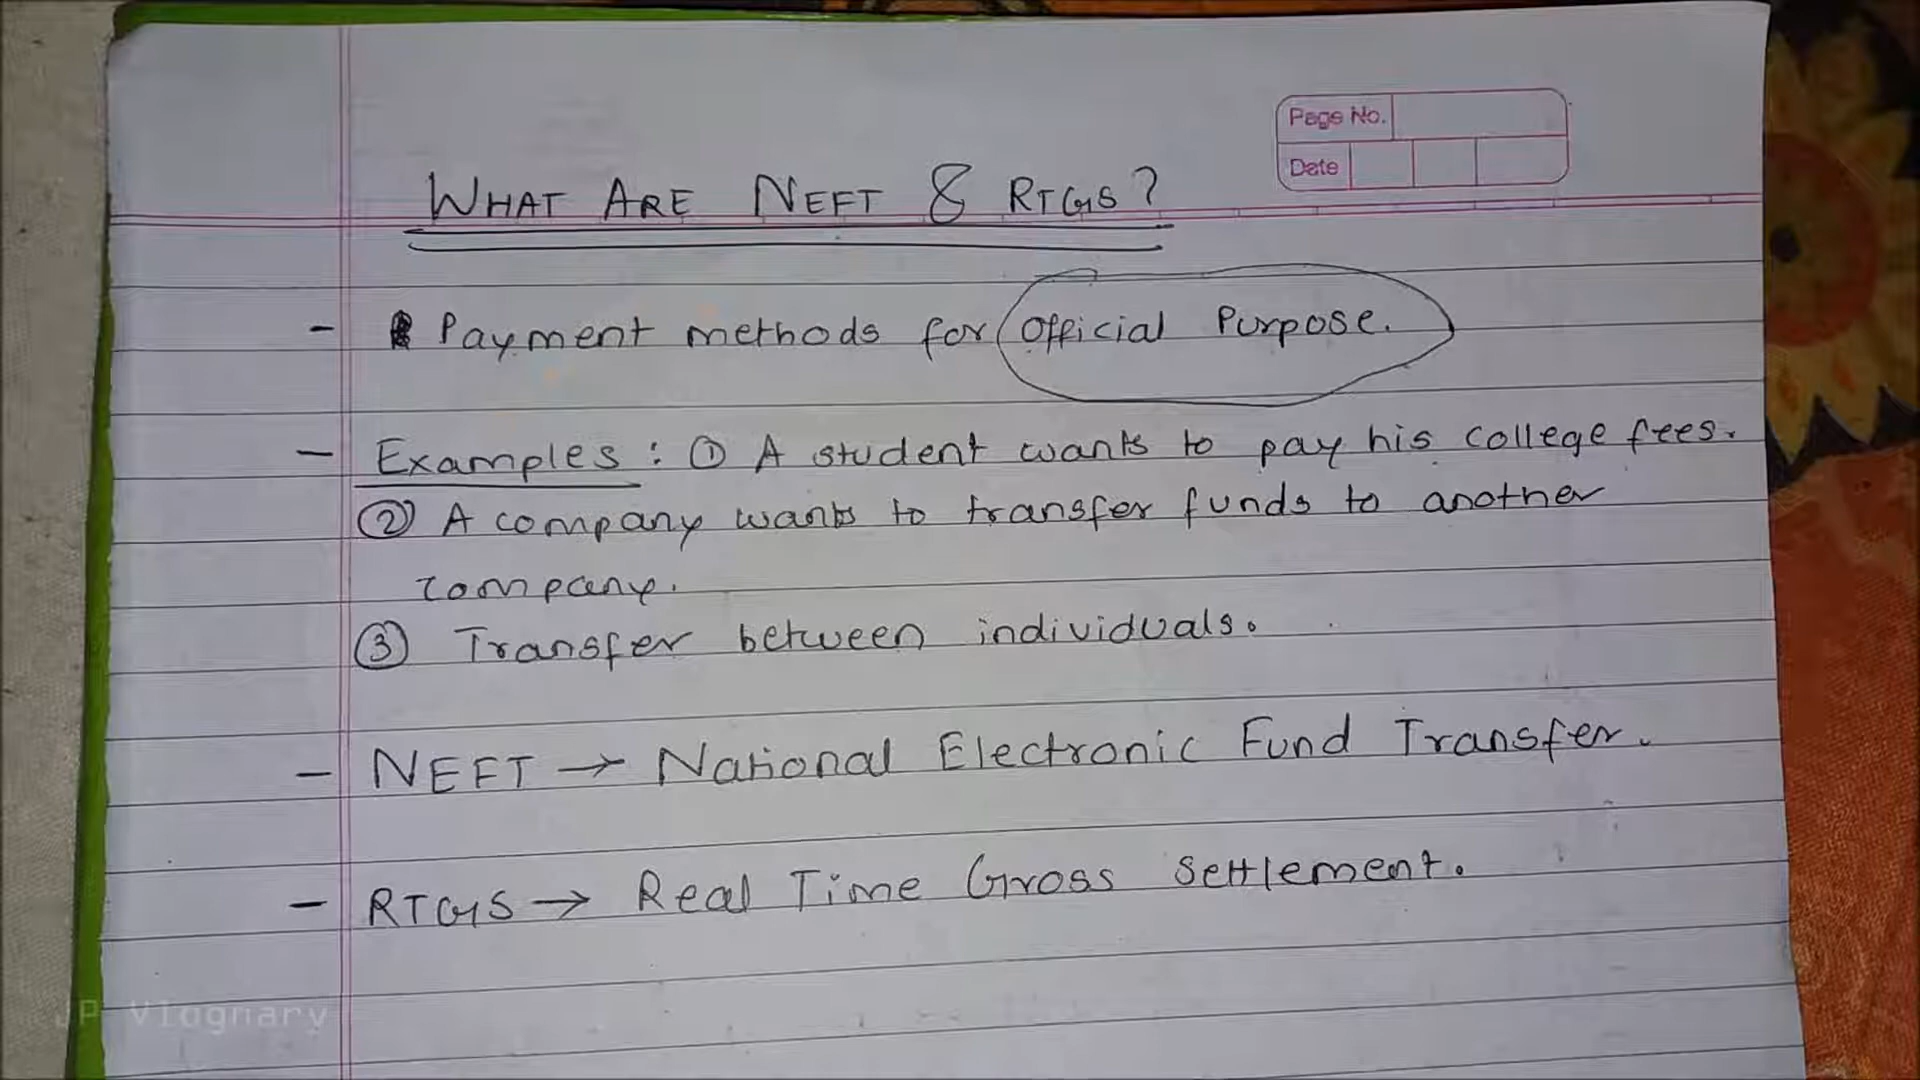 Page No.
Date
WHAT ARE NEFT & RTGS?
- Payment methods for Official Purpose.
- Examples : ① A student wants to pay his college fees.
② A company wants to transfer funds to another
company.
③ Transfer between individuals.
- NEFT → National Electronic Fund Transfer.
- RTGS → Real Time Gross Settlement.
JP Vlognary